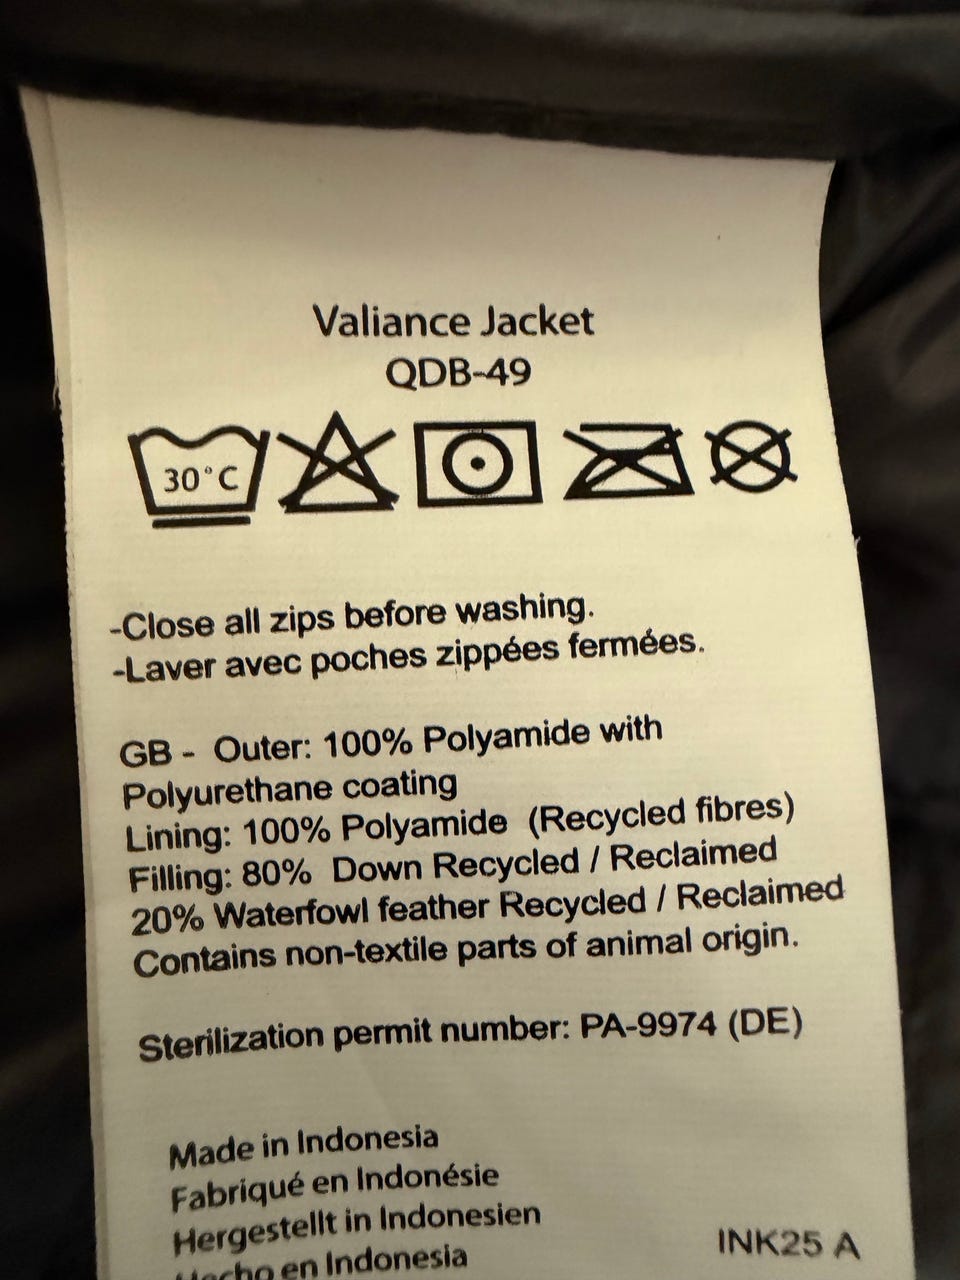 Valiance Jacket
QDB-49
30°C
-Close all zips before washing.
-Laver avec poches zippées fermées.
GB - Outer: 100% Polyamide with
Polyurethane coating
Lining: 100% Polyamide (Recycled fibres)
Filling: 80% Down Recycled / Reclaimed
20% Waterfowl feather Recycled / Reclaimed
Contains non-textile parts of animal origin.
Sterilization permit number: PA-9974 (DE)
Made in Indonesia
Fabriqué en Indonésie
Hergestellt in Indonesien
Hecho en Indonesia
INK25 A